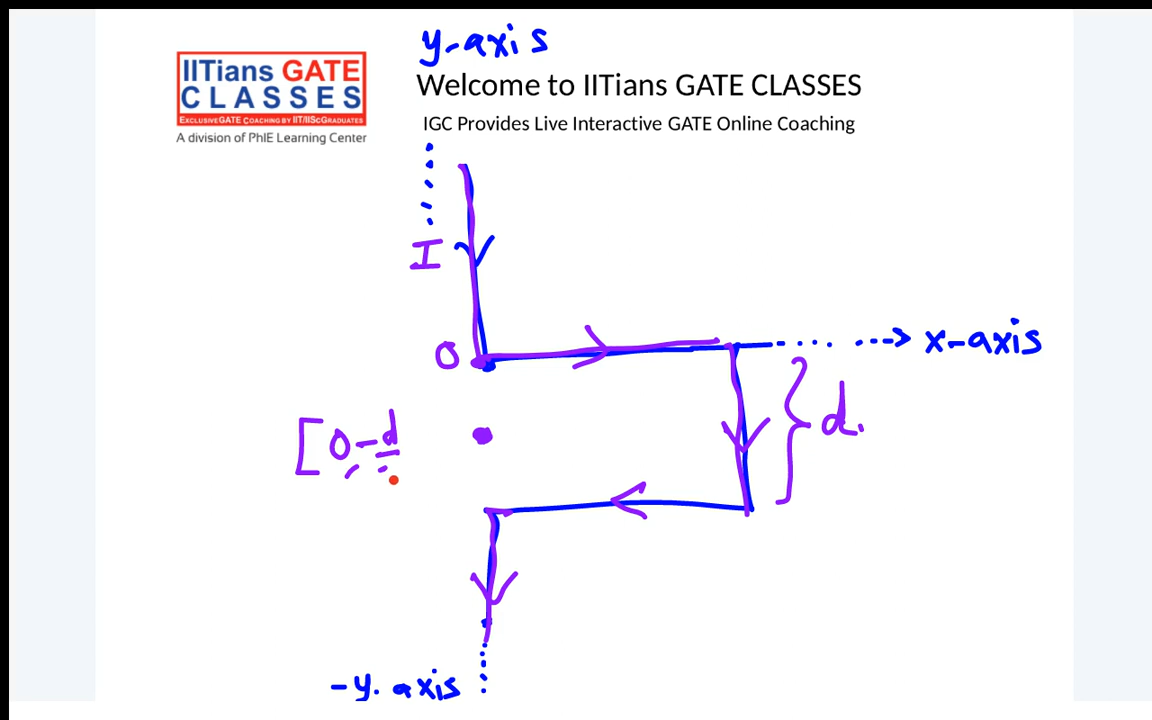 y-axis
IITians GATE
CLASSES
EXCLUSIVE GATE COACHING BY IIT/IISc GRADUATES
A division of PhIE Learning Center
Welcome to IITians GATE CLASSES
IGC Provides Live Interactive GATE Online Coaching
I
O
x-axis
d.
[0-d
-y.axis